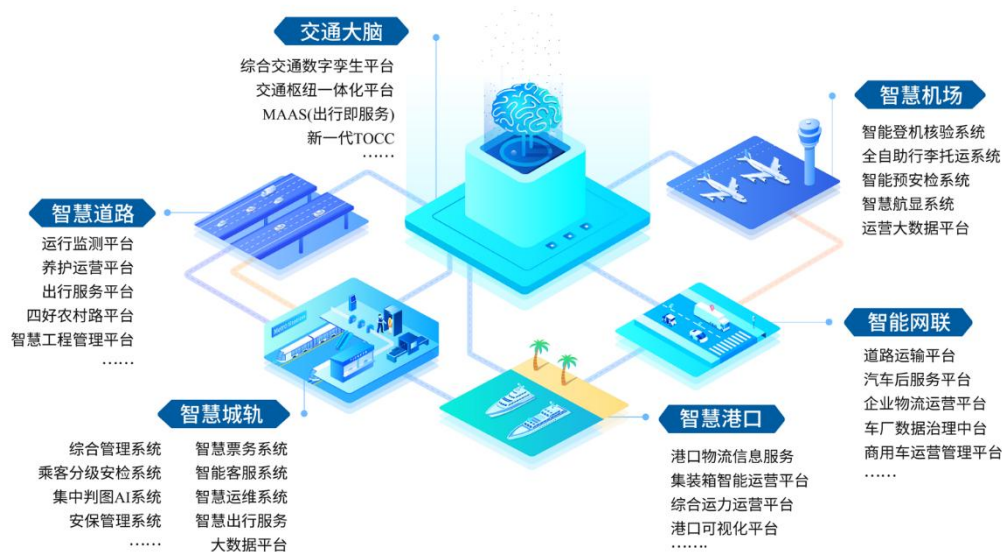 交通大脑
综合交通数字孪生平台
交通枢纽一体化平台
MAAS(出行即服务)
新一代TOCC
……
智慧机场
智能登机核验系统
全自助行李托运系统
智能预安检系统
智慧航显系统
运营大数据平台
智慧道路
运行监测平台
养护运营平台
出行服务平台
四好农村路平台
智慧工程管理平台
……
智能网联
道路运输平台
汽车后服务平台
企业物流运营平台
车厂数据治理中台
商用车运营管理平台
……
智慧城轨
综合管理系统
乘客分级安检系统
集中判图AI系统
安保管理系统
……
智慧票务系统
智能客服系统
智慧运维系统
智慧出行服务
大数据平台
智慧港口
港口物流信息服务
集装箱智能运营平台
综合运力运营平台
港口可视化平台
…….